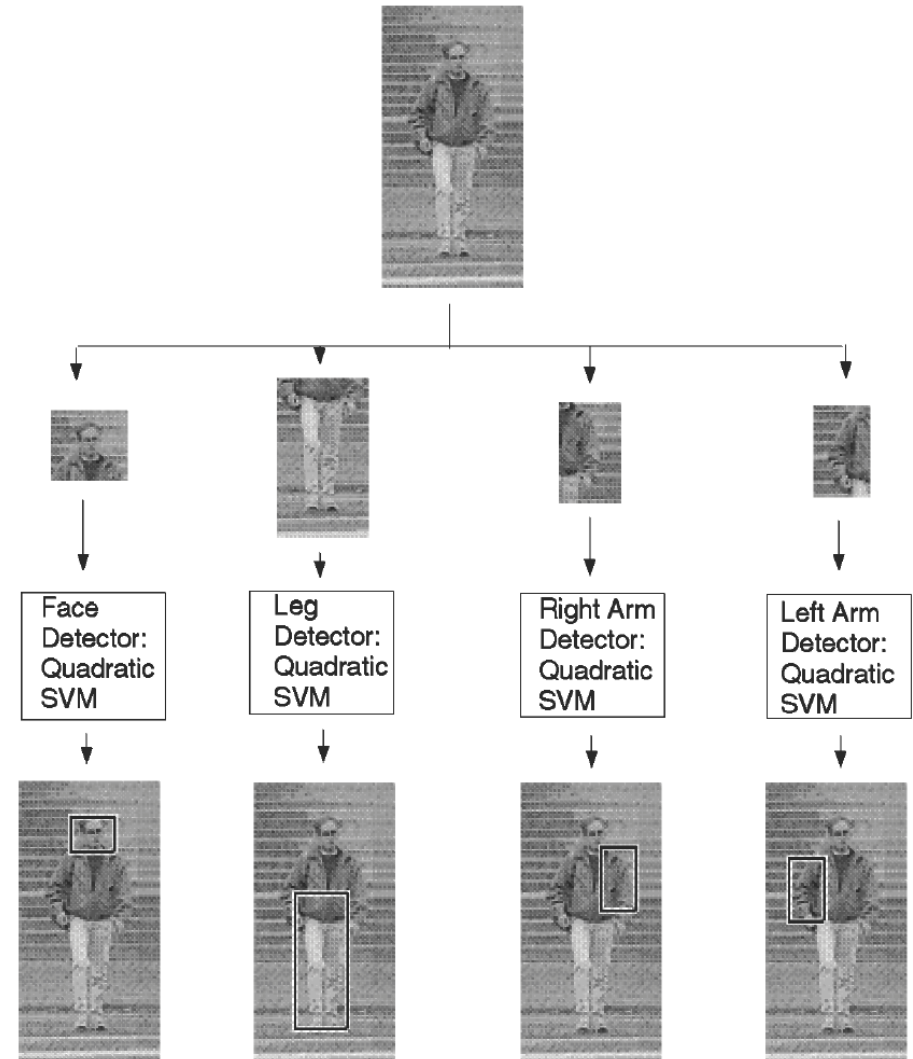 Face
Detector:
Quadratic
SVM
Leg
Detector:
Quadratic
SVM
Right Arm
Detector:
Quadratic
SVM
Left Arm
Detector:
Quadratic
SVM